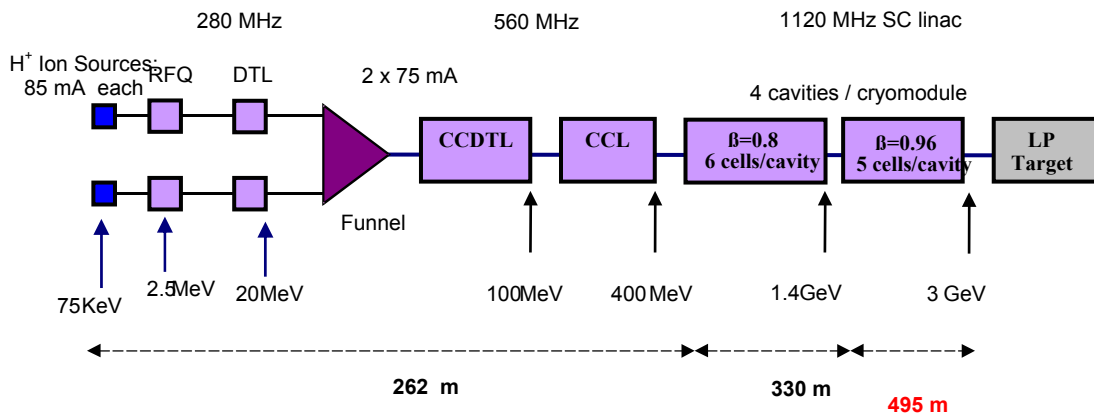 280 MHz
560 MHz
1120 MHz SC linac
H⁺ Ion Sources:
85 mA each
RFQ
DTL
2 x 75 mA
4 cavities / cryomodule
CCDTL
CCL
ß=0.8
6 cells/cavity
ß=0.96
5 cells/cavity
LP
Target
Funnel
75KeV
2.5MeV
20MeV
100MeV
400MeV
1.4GeV
3 GeV
262 m
330 m
495 m